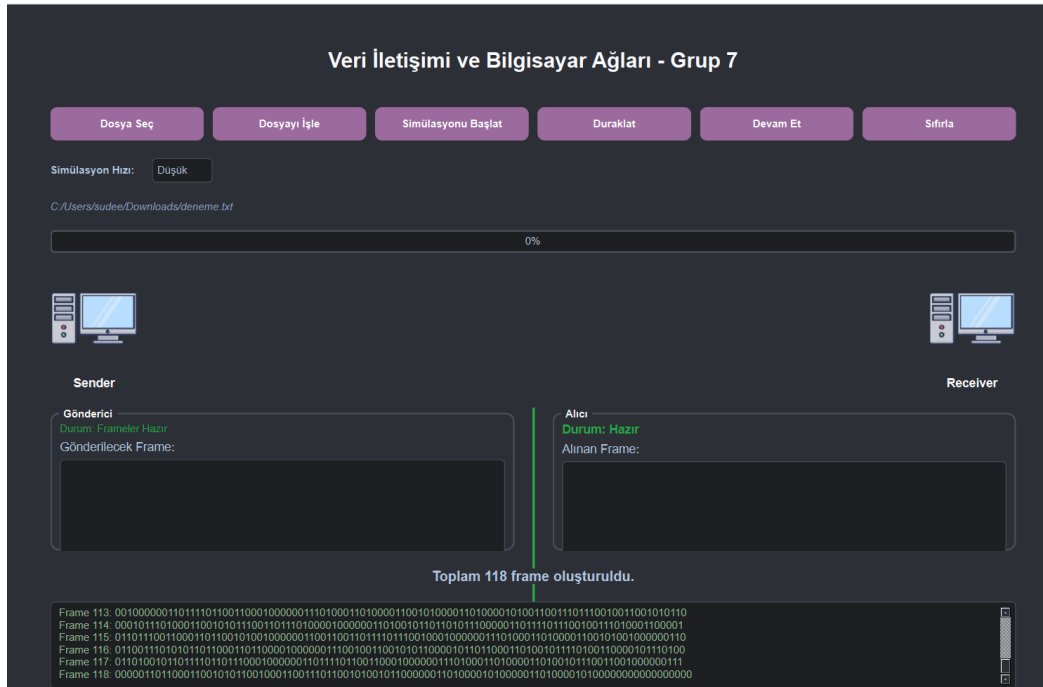 Veri İletişimi ve Bilgisayar Ağları - Grup 7
Dosya Seç Dosyayı İşle Simülasyonu Başlat Duraklat Devam Et Sıfırla
Simülasyon Hızı: Düşük
C:/Users/sudee/Downloads/deneme.txt
0%
Sender Receiver
Gönderici Alıcı
Durum: Frameler Hazır Durum: Hazır
Gönderilecek Frame: Alınan Frame:
Toplam 118 frame oluşturuldu.
Frame 113:
Frame 114:
Frame 115:
Frame 116:
Frame 117:
Frame 118: